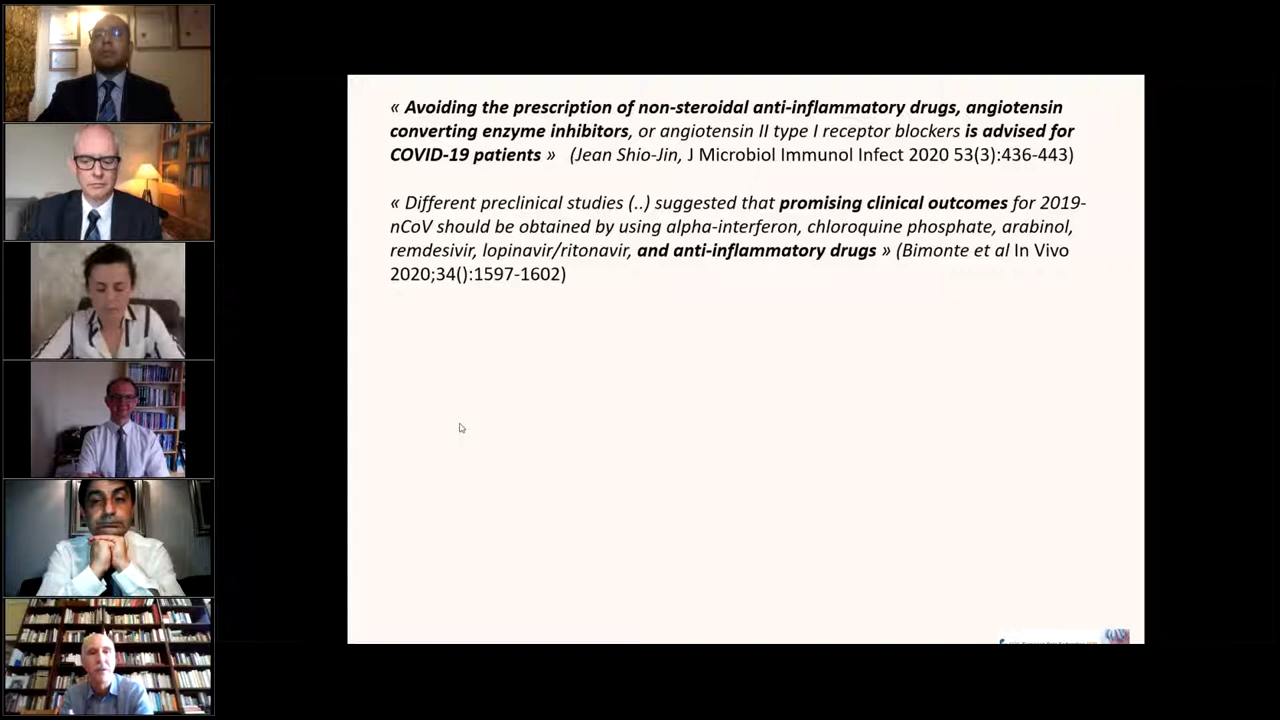 « Avoiding the prescription of non-steroidal anti-inflammatory drugs, angiotensin
converting enzyme inhibitors, or angiotensin II type I receptor blockers is advised for
COVID-19 patients » (Jean Shio-Jin, J Microbiol Immunol Infect 2020 53(3):436-443)
« Different preclinical studies (..) suggested that promising clinical outcomes for 2019-
nCoV should be obtained by using alpha-interferon, chloroquine phosphate, arabinol,
remdesivir, lopinavir/ritonavir, and anti-inflammatory drugs » (Bimonte et al In Vivo
2020;34():1597-1602)